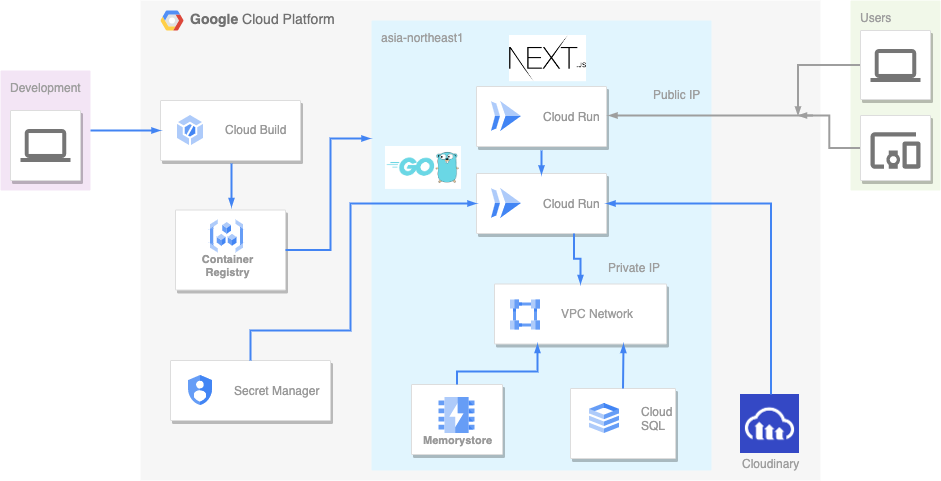 Google Cloud Platform
Users
asia-northeast1
NEXT
.JS
Development
Public IP
Cloud Build
Cloud Run
GO
Cloud Run
Container
Registry
Private IP
VPC Network
Secret Manager
Cloud
SQL
Memorystore
Cloudinary